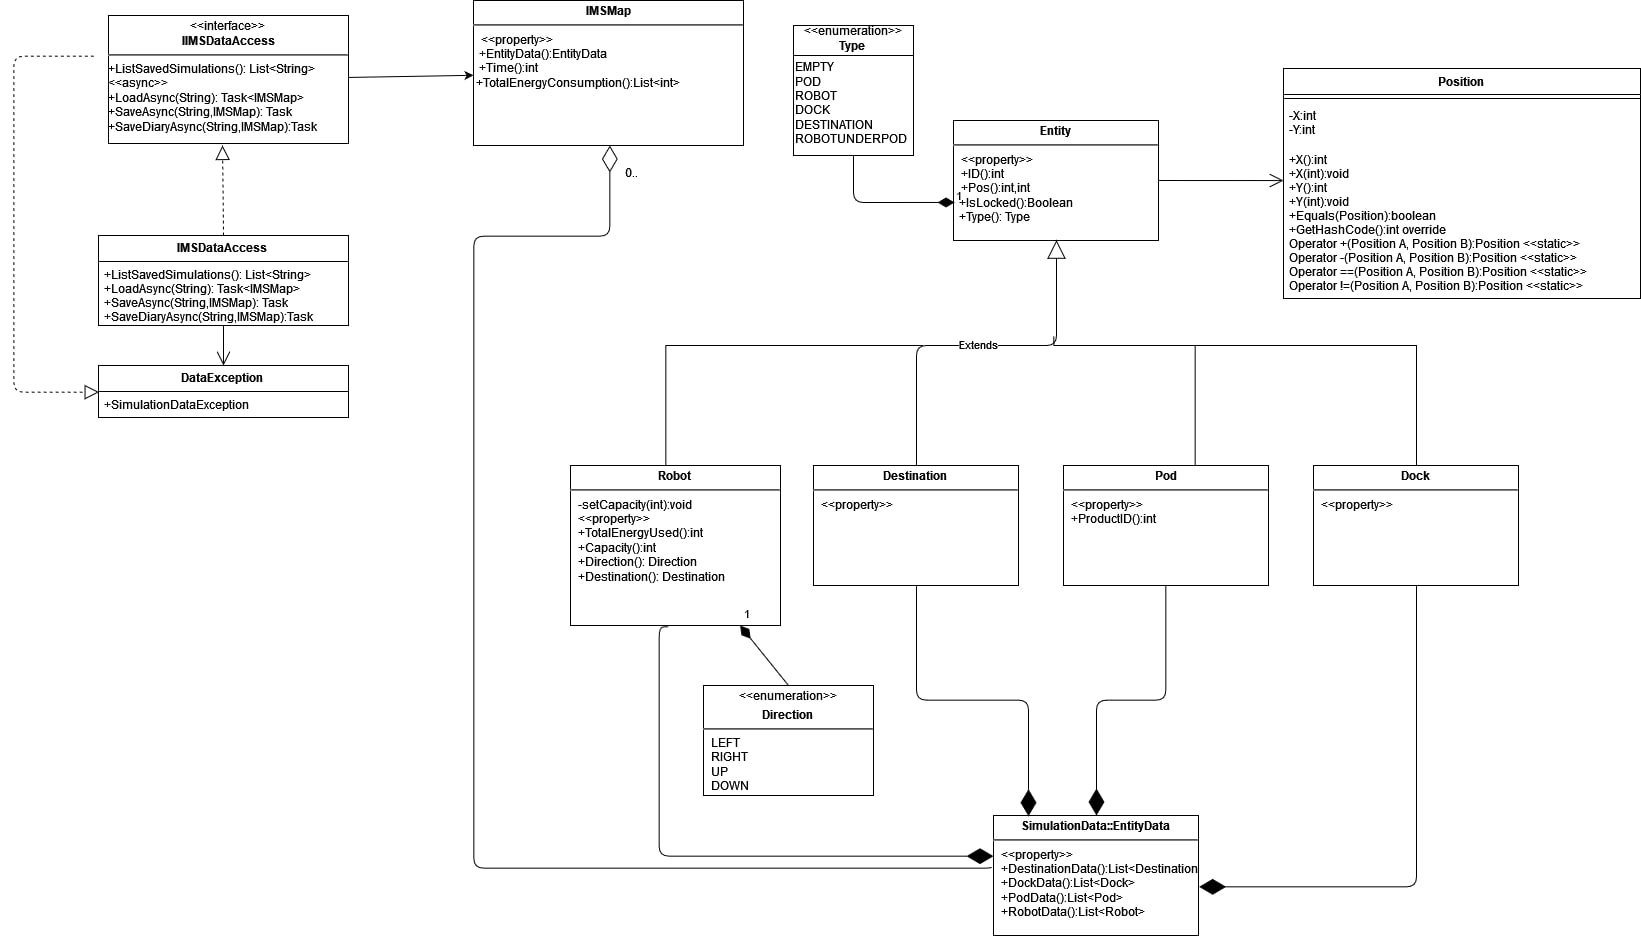 <<interface>>
IIMSDataAccess
+ListSavedSimulations(): List<String>
<<async>>
+LoadAsync(String): Task<IMSMap>
+SaveAsync(String,IMSMap): Task
+SaveDiaryAsync(String,IMSMap):Task
IMSMap
<<property>>
+EntityData():EntityData
+Time():int
+TotalEnergyConsumption():List<int>
0..
<<enumeration>>
Type
EMPTY
POD
ROBOT
DOCK
DESTINATION
ROBOTUNDERPOD
Entity
<<property>>
+ID():int
+Pos():int,int
1
+IsLocked():Boolean
+Type(): Type
Position
-X:int
-Y:int
+X():int
+X(int):void
+Y():int
+Y(int):void
+Equals(Position):boolean
+GetHashCode():int override
Operator +(Position A, Position B):Position <<static>>
Operator -(Position A, Position B):Position <<static>>
Operator ==(Position A, Position B):Position <<static>>
Operator !=(Position A, Position B):Position <<static>>
IMSDataAccess
+ListSavedSimulations(): List<String>
+LoadAsync(String): Task<IMSMap>
+SaveAsync(String,IMSMap): Task
+SaveDiaryAsync(String,IMSMap):Task
DataException
+SimulationDataException
Extends
Robot
-setCapacity(int):void
<<property>>
+TotalEnergyUsed():int
+Capacity():int
+Direction(): Direction
+Destination(): Destination
1
Destination
<<property>>
Pod
<<property>>
+ProductID():int
Dock
<<property>>
<<enumeration>>
Direction
LEFT
RIGHT
UP
DOWN
SimulationData::EntityData
<<property>>
+DestinationData():List<Destination
+DockData():List<Dock>
+PodData():List<Pod>
+RobotData():List<Robot>